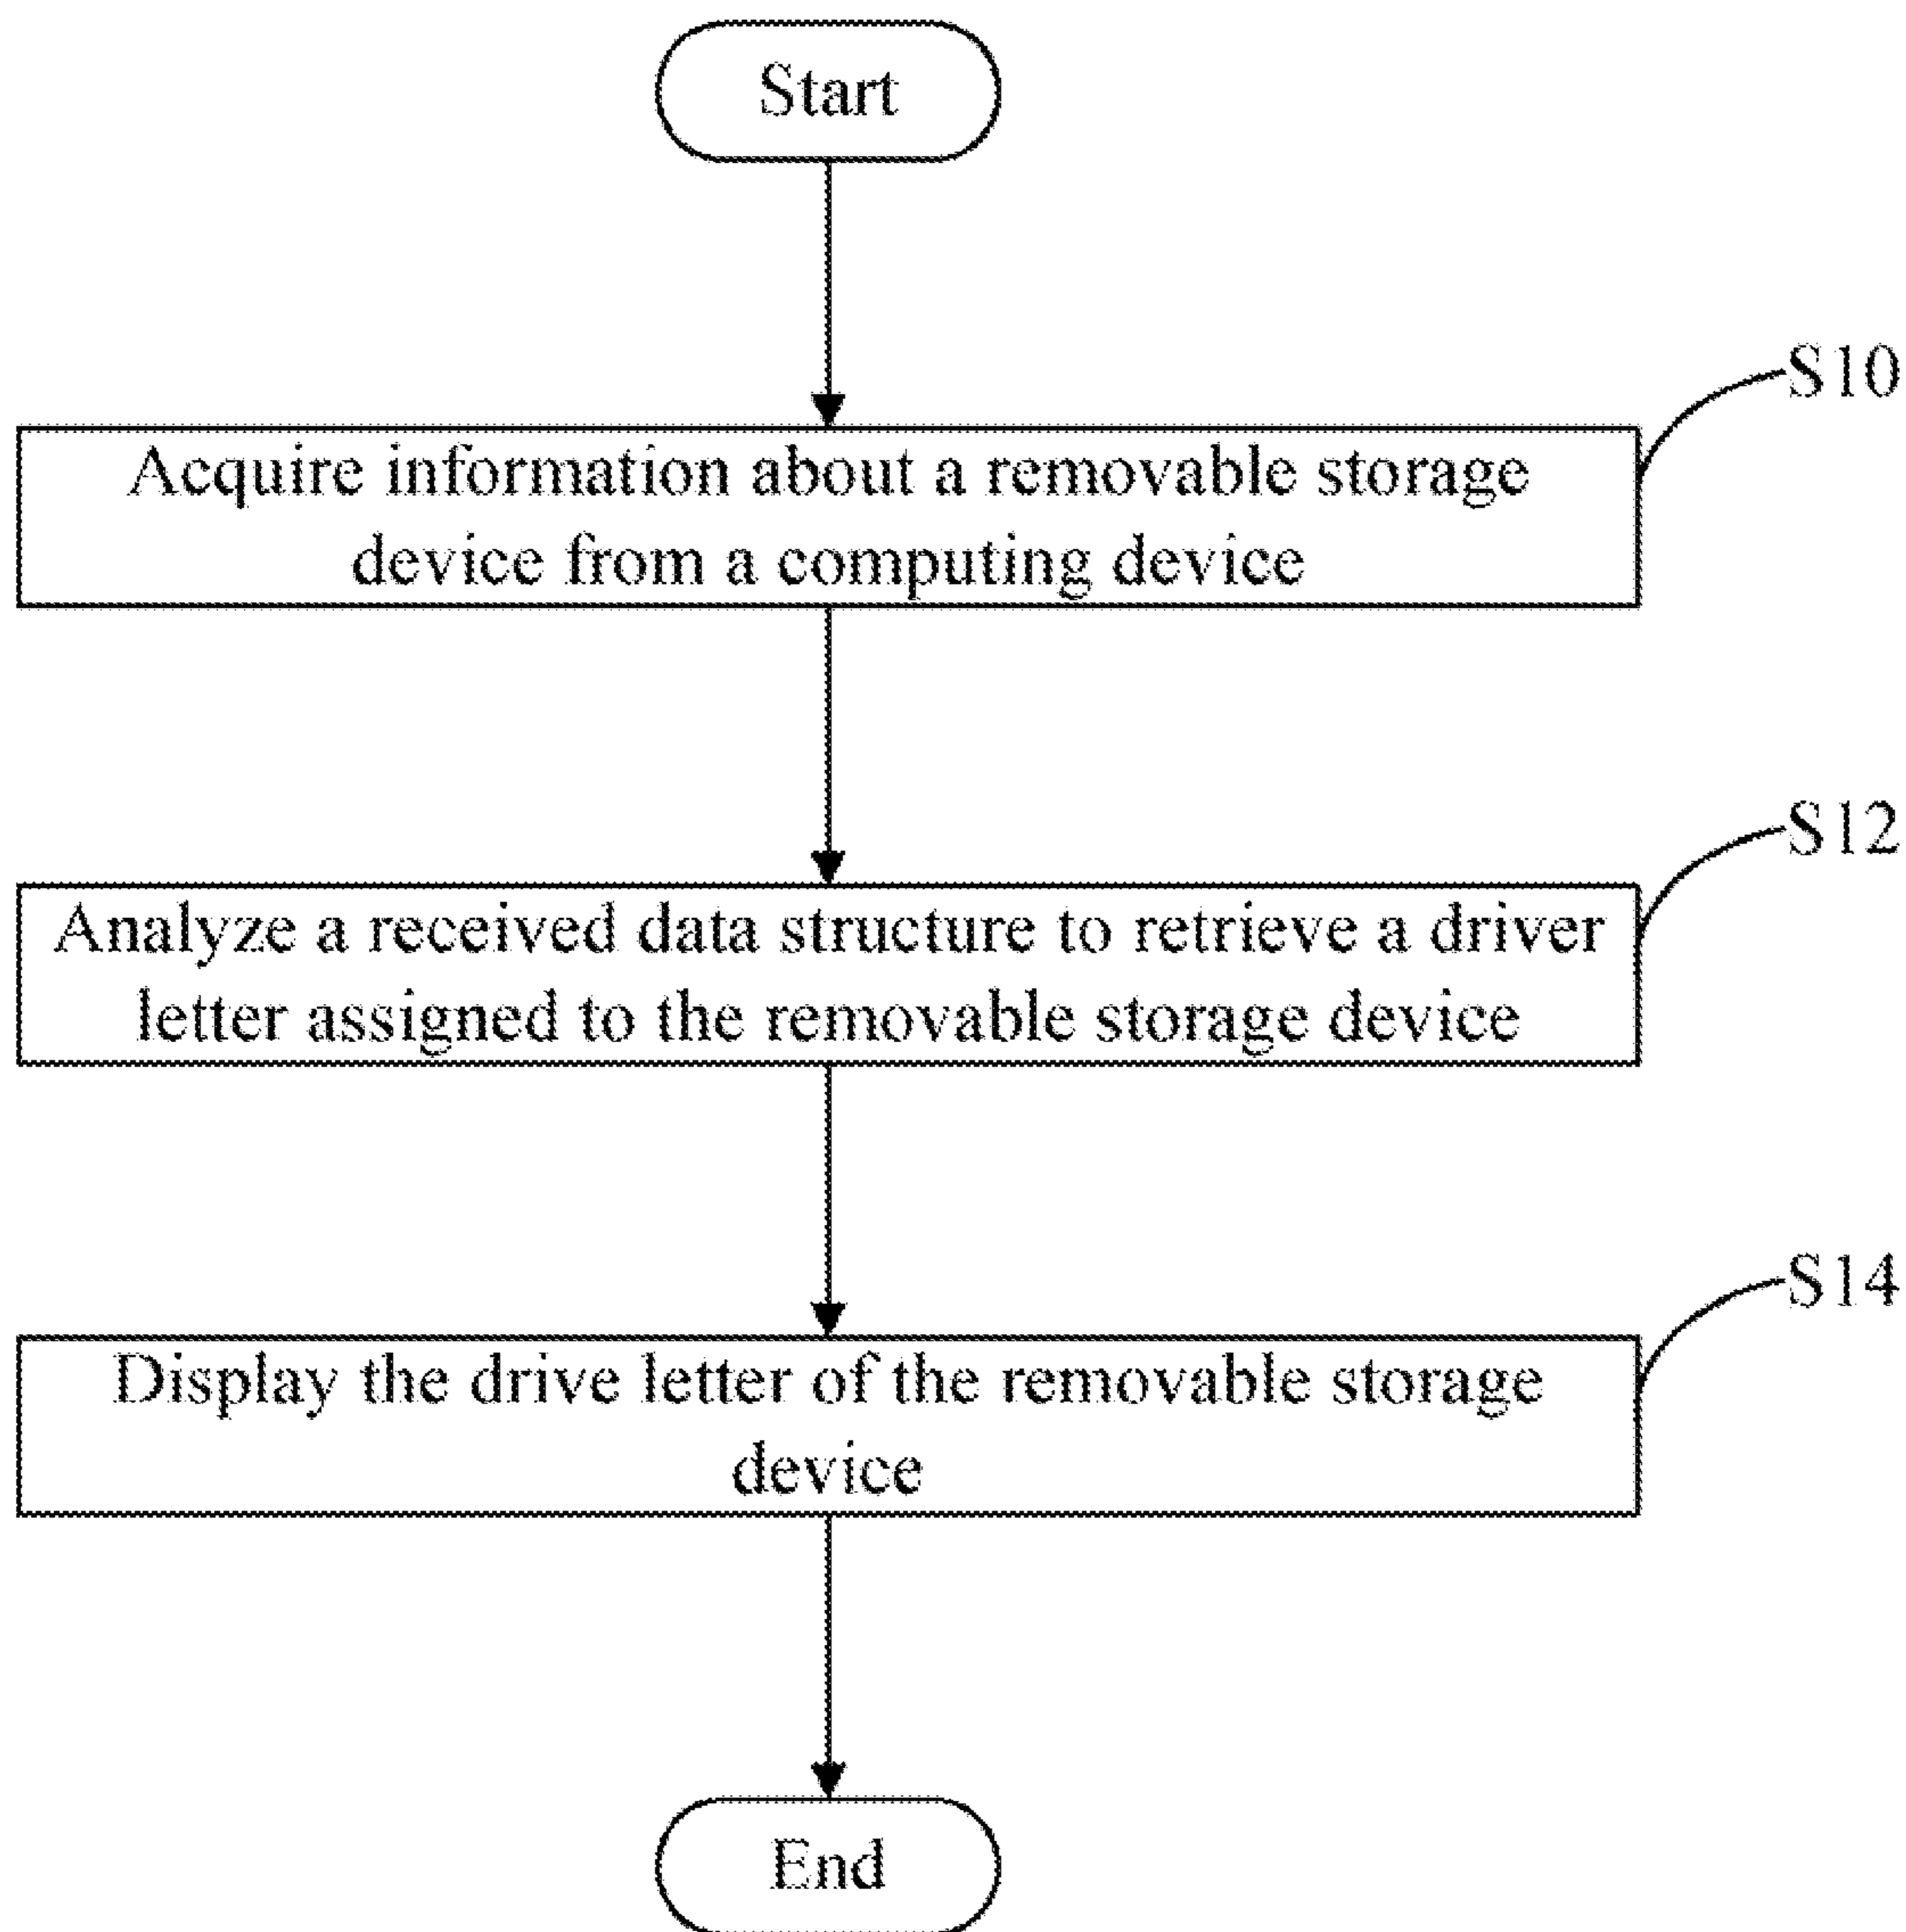 Start
S10
Acquire information about a removable storage
device from a computing device
S12
Analyze a received data structure to retrieve a driver
letter assigned to the removable storage device
S14
Display the drive letter of the removable storage
device
End